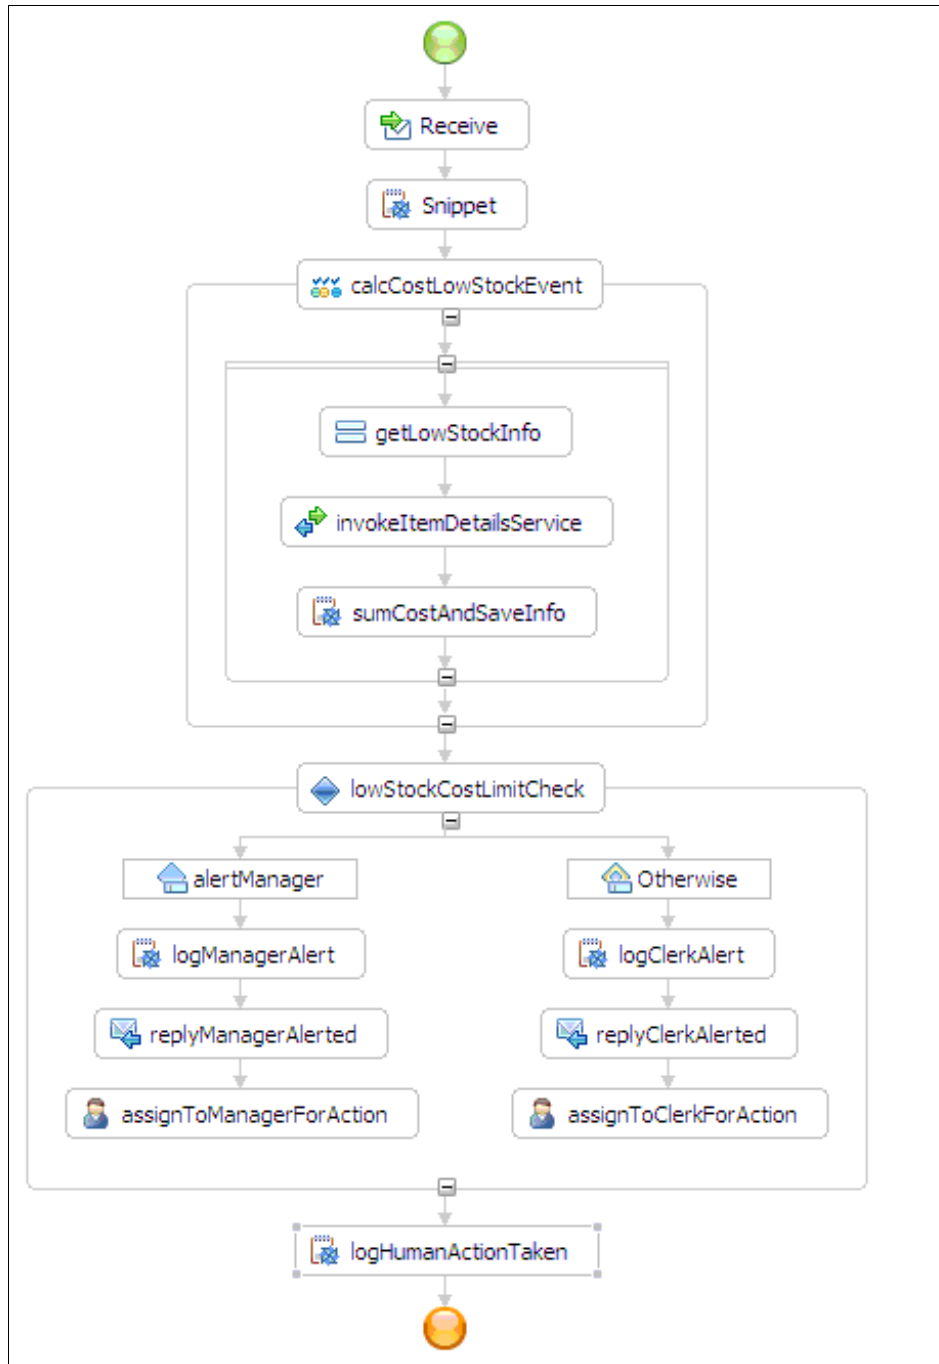 Receive
Snippet
calcCostLowStockEvent
getLowStockInfo
invokeItemDetailsService
sumCostAndSaveInfo
lowStockCostLimitCheck
alertManager
Otherwise
logManagerAlert
logClerkAlert
replyManagerAlerted
replyClerkAlerted
assignToManagerForAction
assignToClerkForAction
logHumanActionTaken